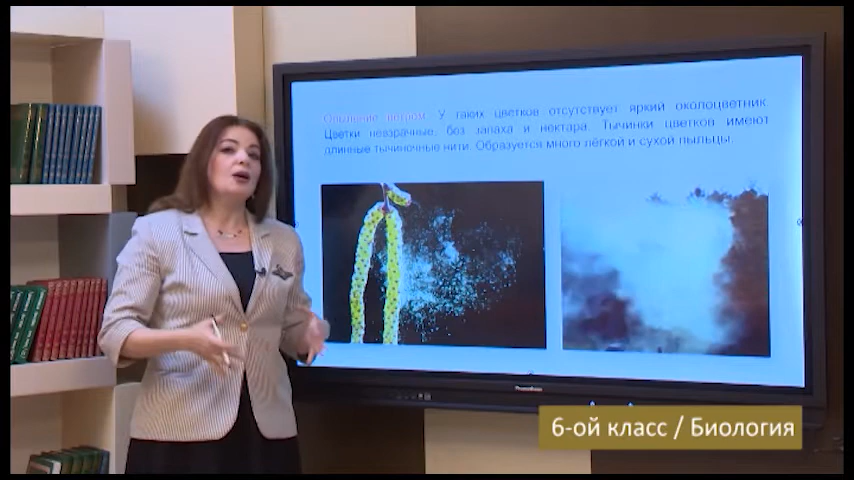 Опыление ветром. У таких цветков отсутствует яркий околоцветник.
Цветки невзрачные, без запаха и нектара. Тычинки цветков имеют
длинные тычиночные нити. Образуется много лёгкой и сухой пыльцы.
6-ой класс / Биология